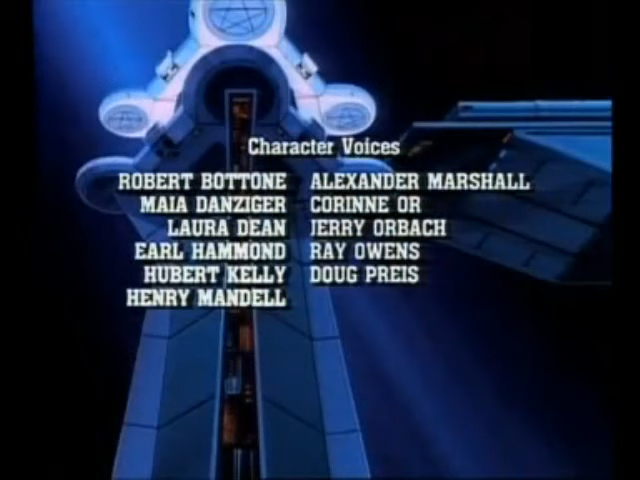 Character Voices
ROBERT BOTTONE ALEXANDER MARSHALL
MAIA DANZIGER CORINNE OR
LAURA DEAN JERRY ORBACH
EARL HAMMOND RAY OWENS
HUBERT KELLY DOUG PREIS
HENRY MANDELL